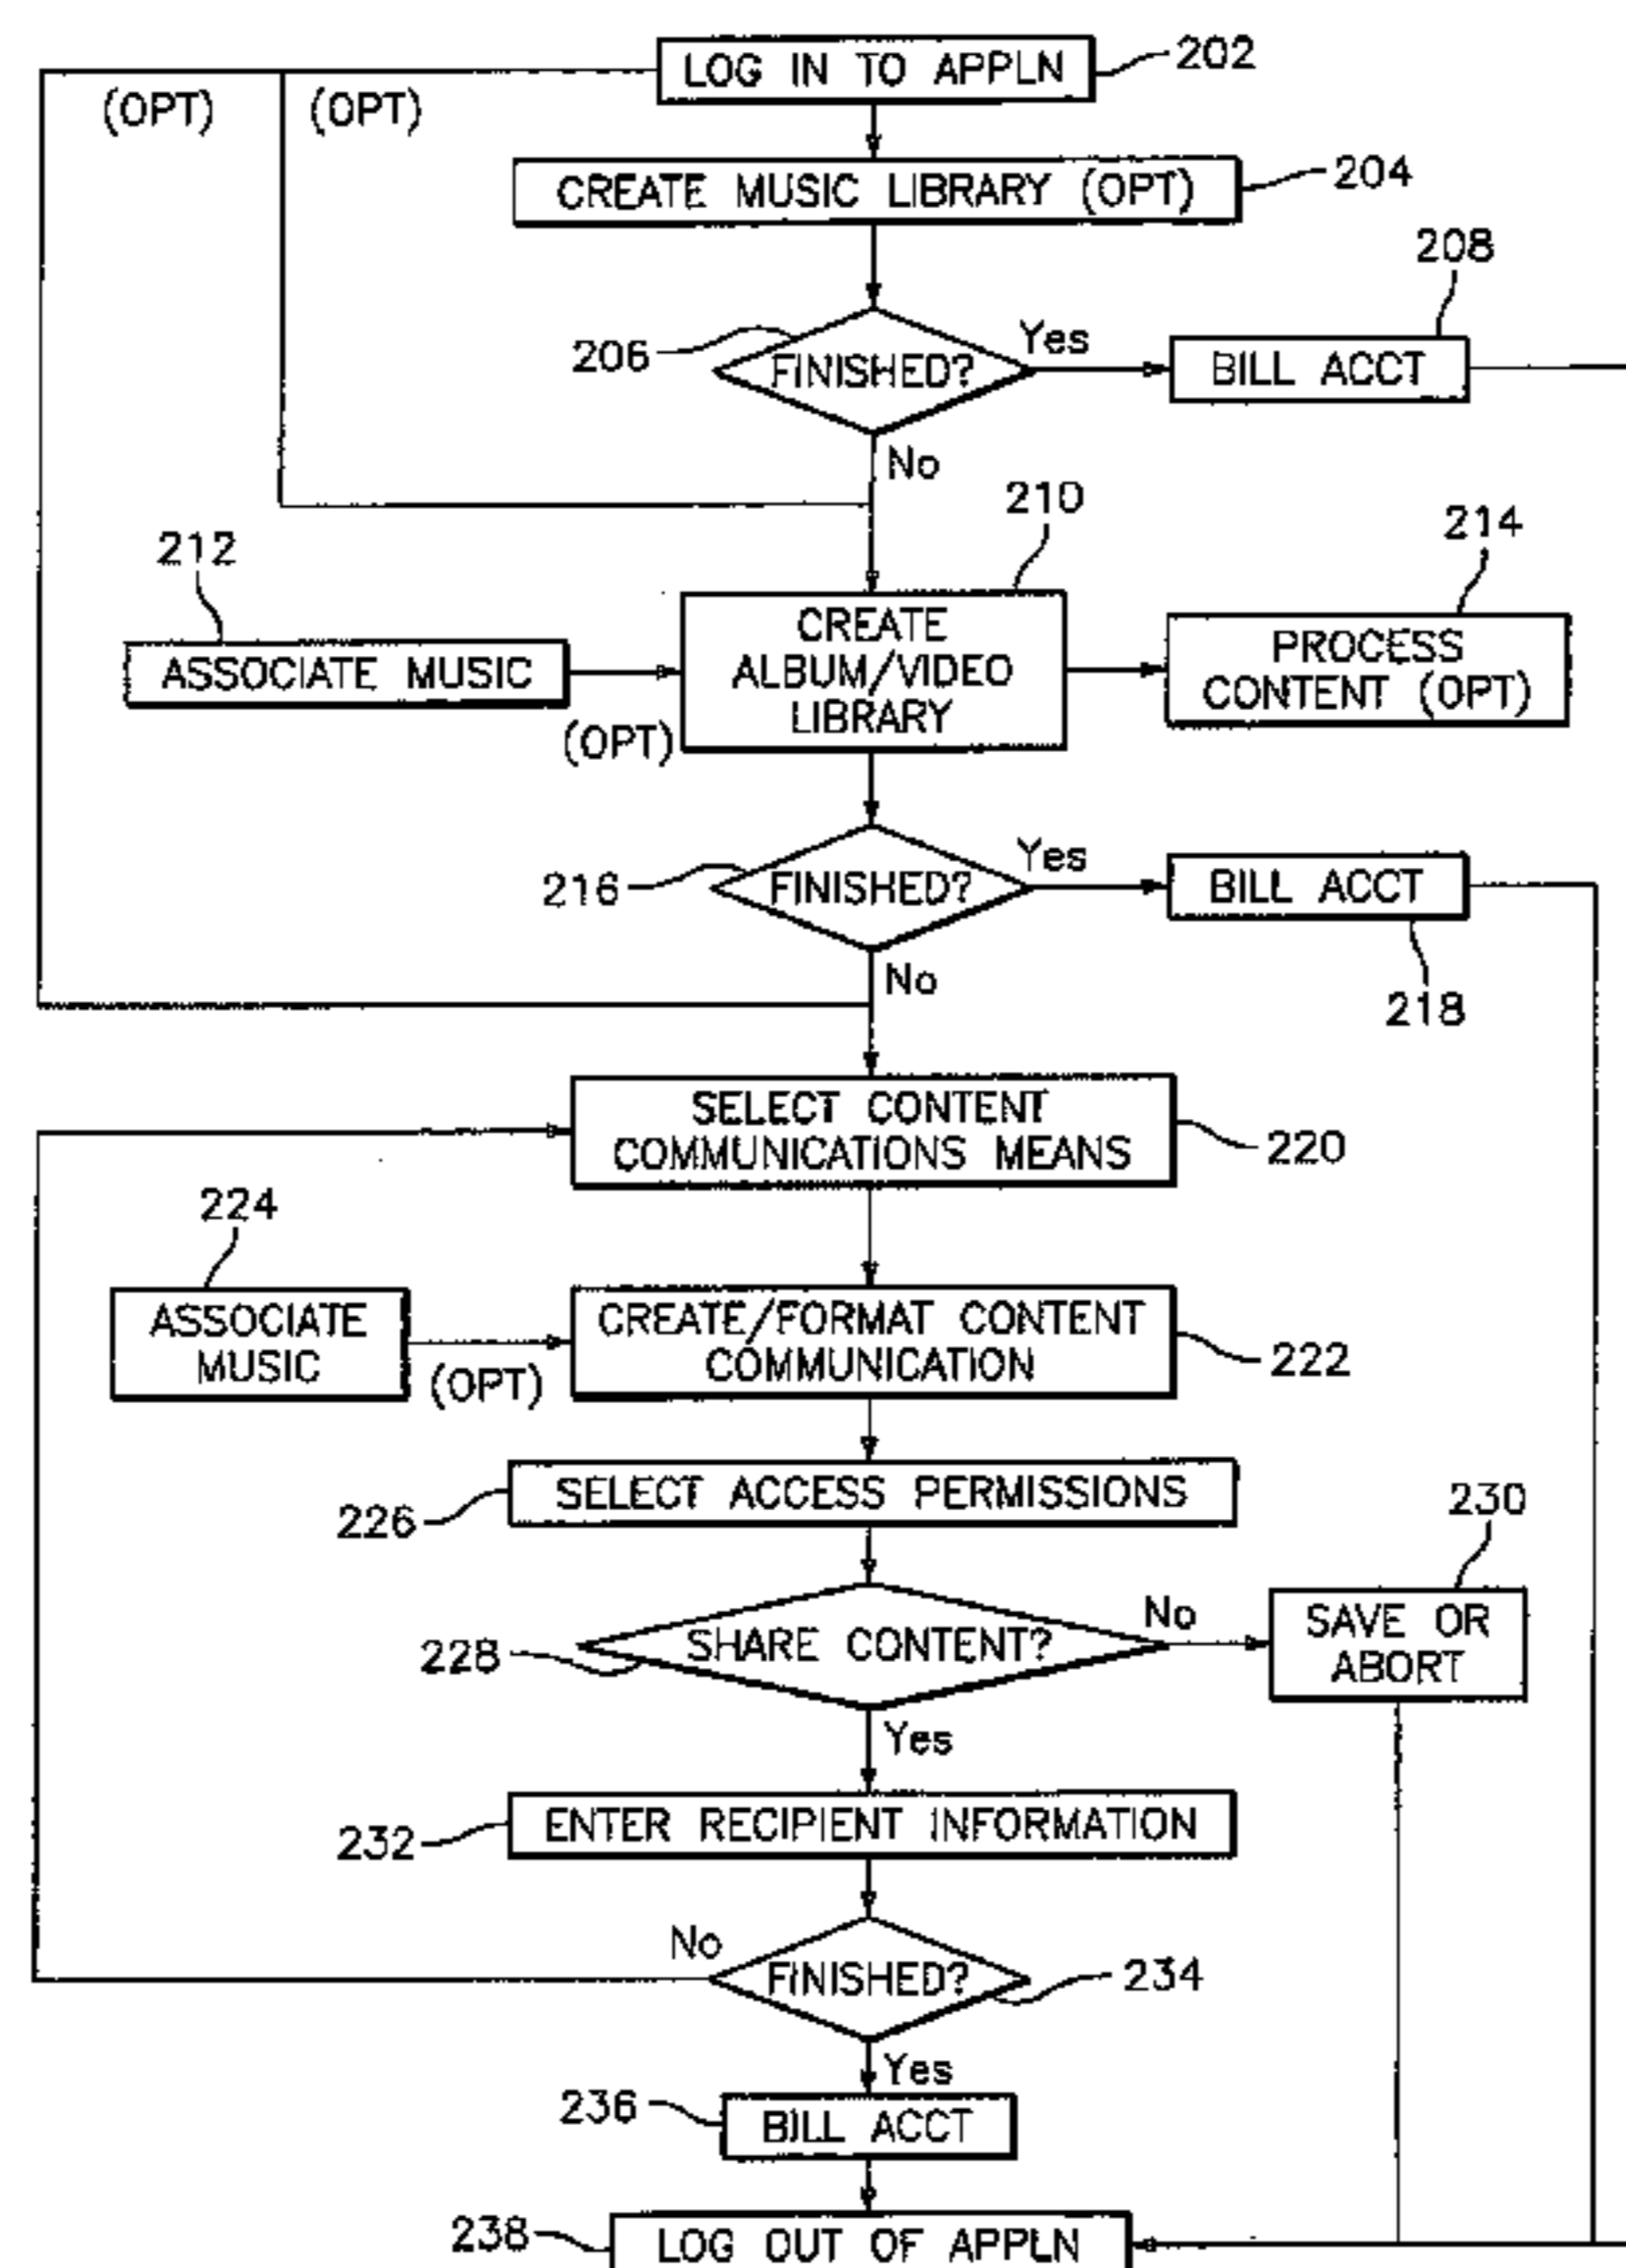 LOG IN TO APPLN
202
(OPT)
(OPT)
CREATE MUSIC LIBRARY (OPT)
204
208
206
FINISHED?
Yes
BILL ACCT
No
210
214
212
ASSOCIATE MUSIC
(OPT)
CREATE
ALBUM/VIDEO
LIBRARY
PROCESS
CONTENT (OPT)
216
FINISHED?
Yes
BILL ACCT
No
218
SELECT CONTENT
COMMUNICATIONS MEANS
220
224
ASSOCIATE
MUSIC
(OPT)
CREATE/FORMAT CONTENT
COMMUNICATION
222
SELECT ACCESS PERMISSIONS
226
230
228
SHARE CONTENT?
No
SAVE OR
ABORT
Yes
ENTER RECIPIENT INFORMATION
232
No
FINISHED?
234
Yes
236
BILL ACCT
238
LOG OUT OF APPLN